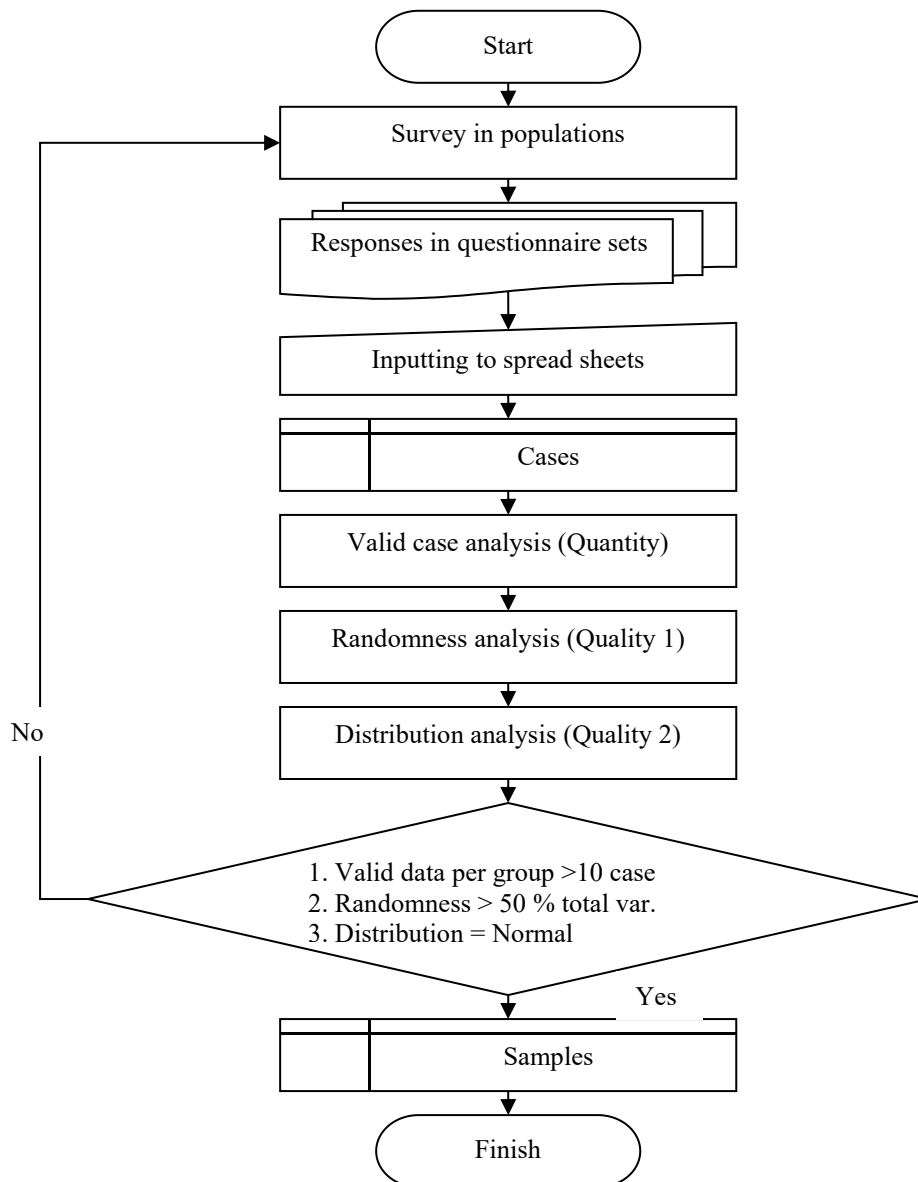 Start
Survey in populations
Responses in questionnaire sets
Inputting to spread sheets
Cases
Valid case analysis (Quantity)
Randomness analysis (Quality 1)
Distribution analysis (Quality 2)
No
1. Valid data per group >10 case
2. Randomness > 50 % total var.
3. Distribution = Normal
Yes
Samples
Finish